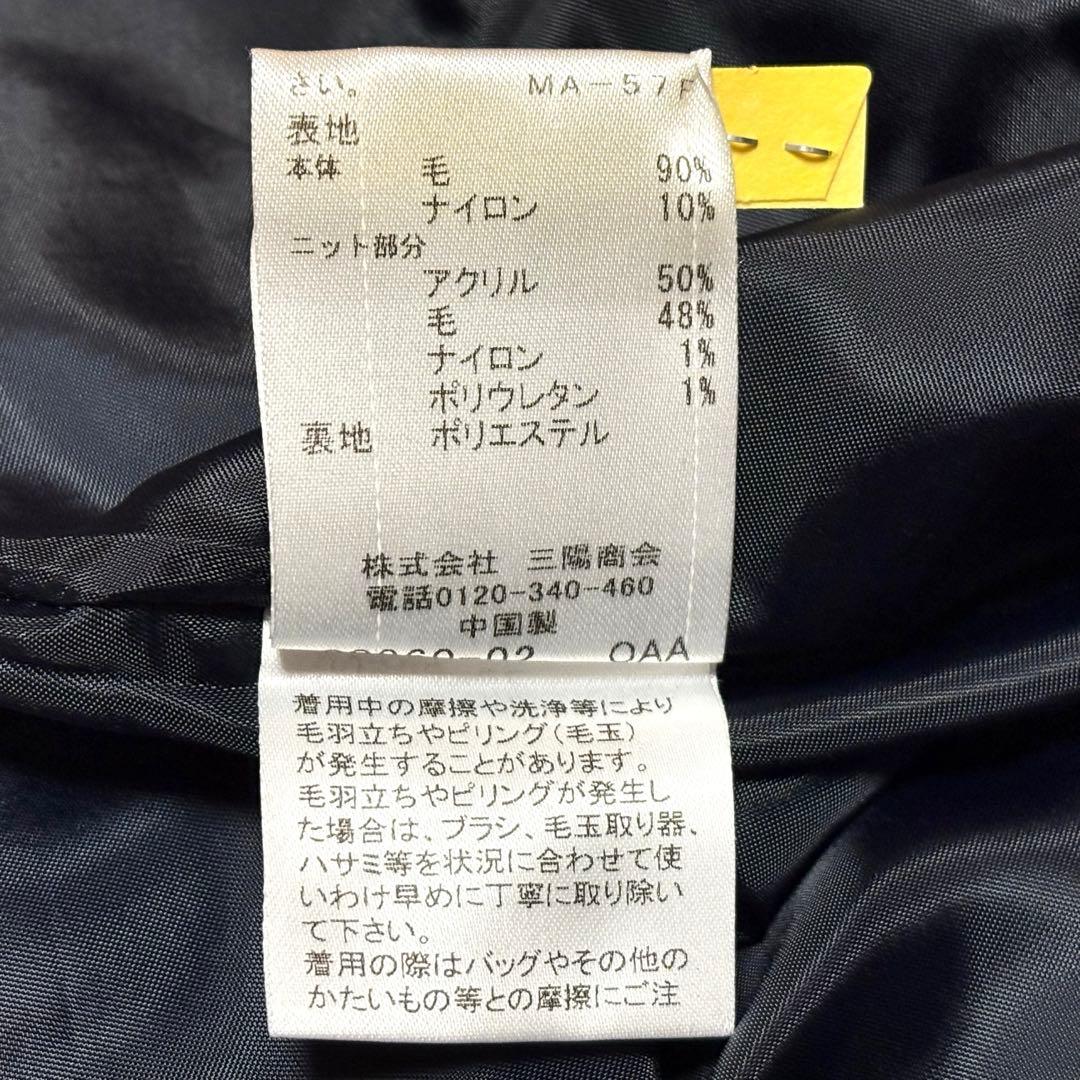 さい。 MA-57F
表地
本体 毛 90%
ナイロン 10%
ニット部分
アクリル 50%
毛 48%
ナイロン 1%
ポリウレタン 1%
裏地 ポリエステル
株式会社 三陽商会
電話0120-340-460
中国製
-02 OAA
着用中の摩擦や洗浄等により
毛羽立ちやピリング(毛玉)
が発生することがあります。
毛羽立ちやピリングが発生し
た場合は、ブラシ、毛玉取り器、
ハサミ等を状況に合わせて使
いわけ早めに丁寧に取り除い
て下さい。
着用の際はバッグやその他の
かたいもの等との摩擦にご注